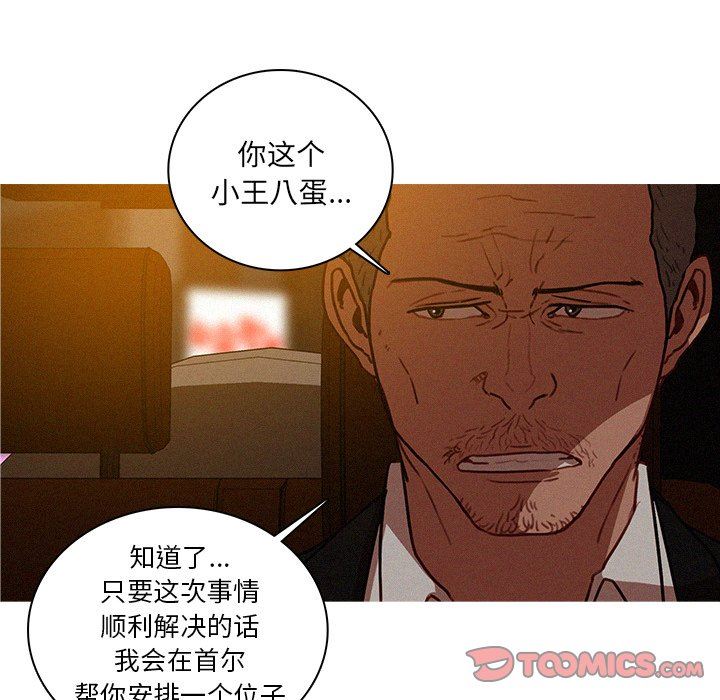 你这个
小王八蛋...
知道了...
只要这次事情
顺利解决的话
我会在首尔
帮你安排一个位子
TOOMICS.COM